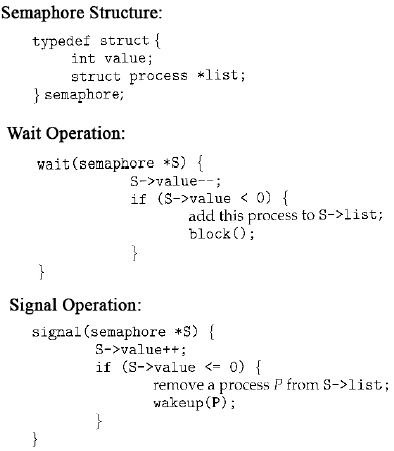 Semaphore Structure:
typedef struct {
int value;
struct process *list;
} semaphore;
Wait Operation:
wait(semaphore *S) {
S->value--;
if (S->value < 0) {
add this process to S->list;
block();
}
}
Signal Operation:
signal(semaphore *S) {
S->value++;
if (S->value <= 0) {
remove a process P from S->list;
wakeup(P);
}
}